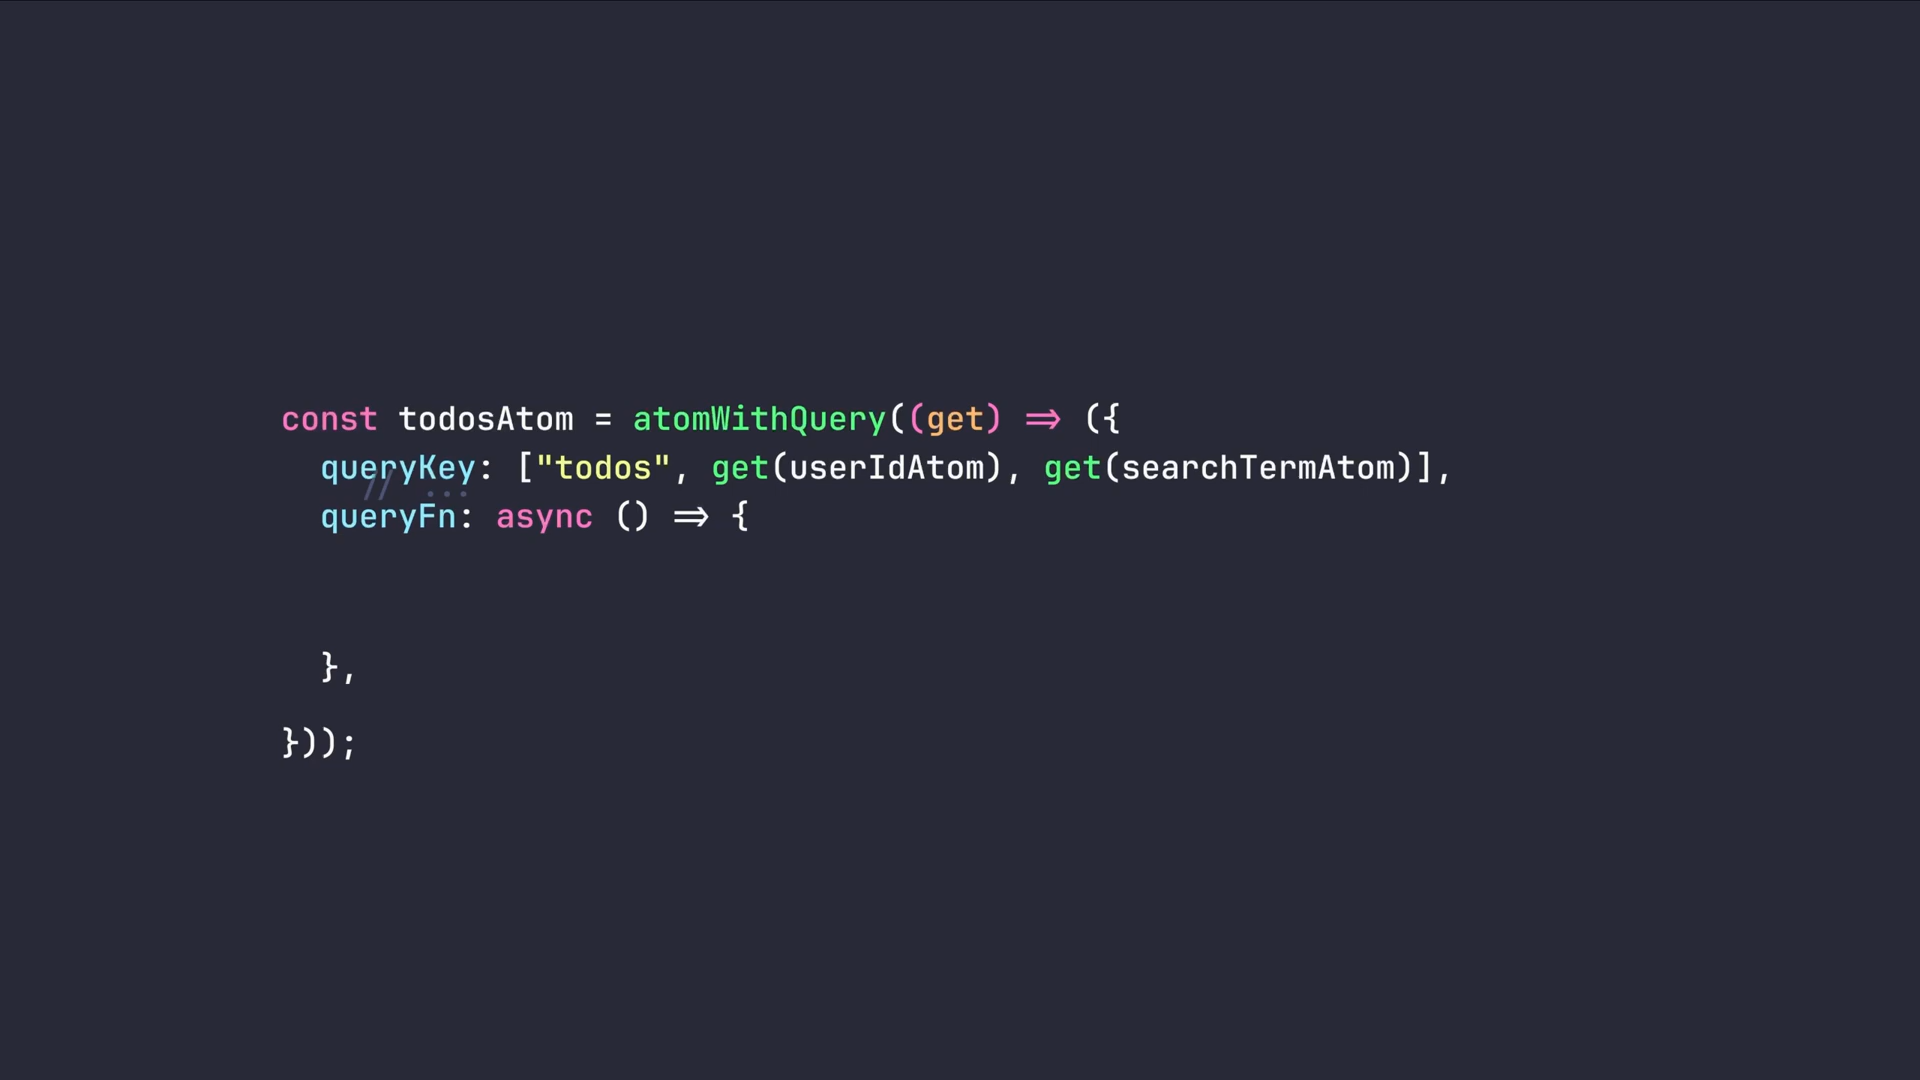 const todosAtom = atomWithQuery((get) => ({
queryKey: ["todos", get(userIdAtom), get(searchTermAtom)],
// ...
queryFn: async () => {
},
}));